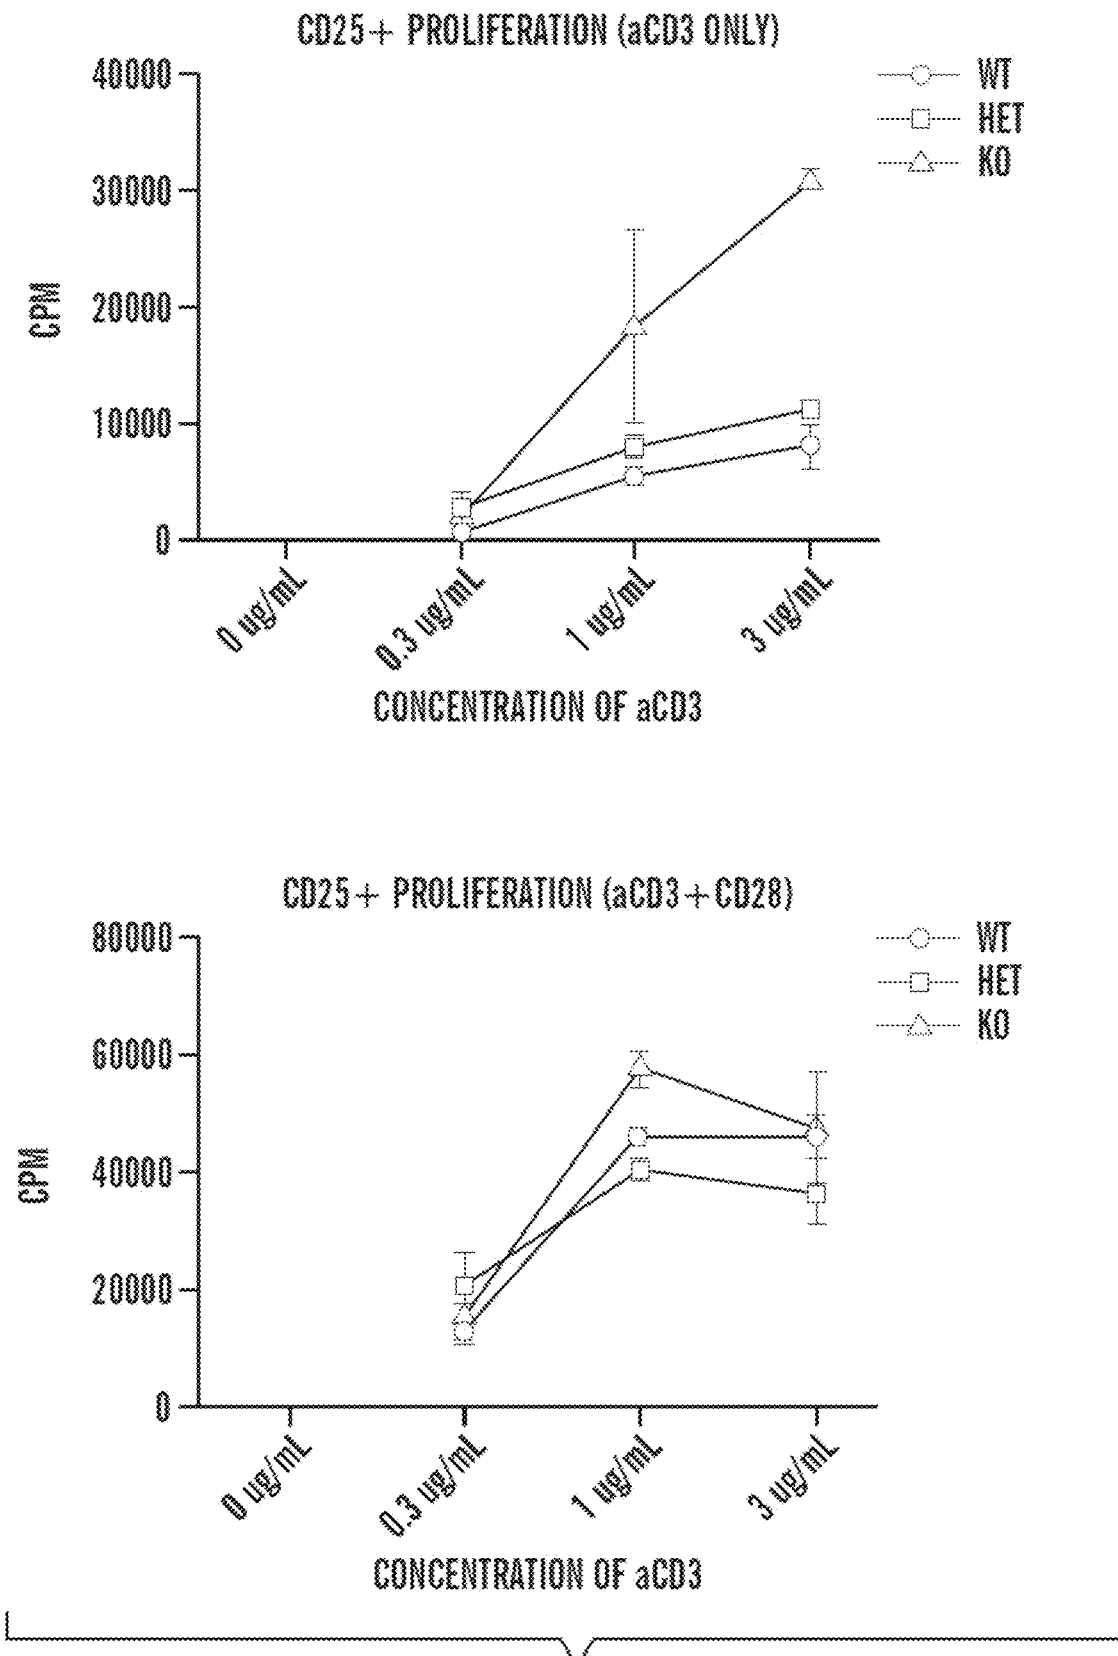 CD25+ PROLIFERATION (aCD3 ONLY)
40000
30000
20000
10000
0
CPM
WT
HET
KO
0 ug/mL
0.3 ug/mL
1 ug/mL
3 ug/mL
CONCENTRATION OF aCD3
CD25+ PROLIFERATION (aCD3+CD28)
80000
60000
40000
20000
0
CPM
WT
HET
KO
0 ug/mL
0.3 ug/mL
1 ug/mL
3 ug/mL
CONCENTRATION OF aCD3